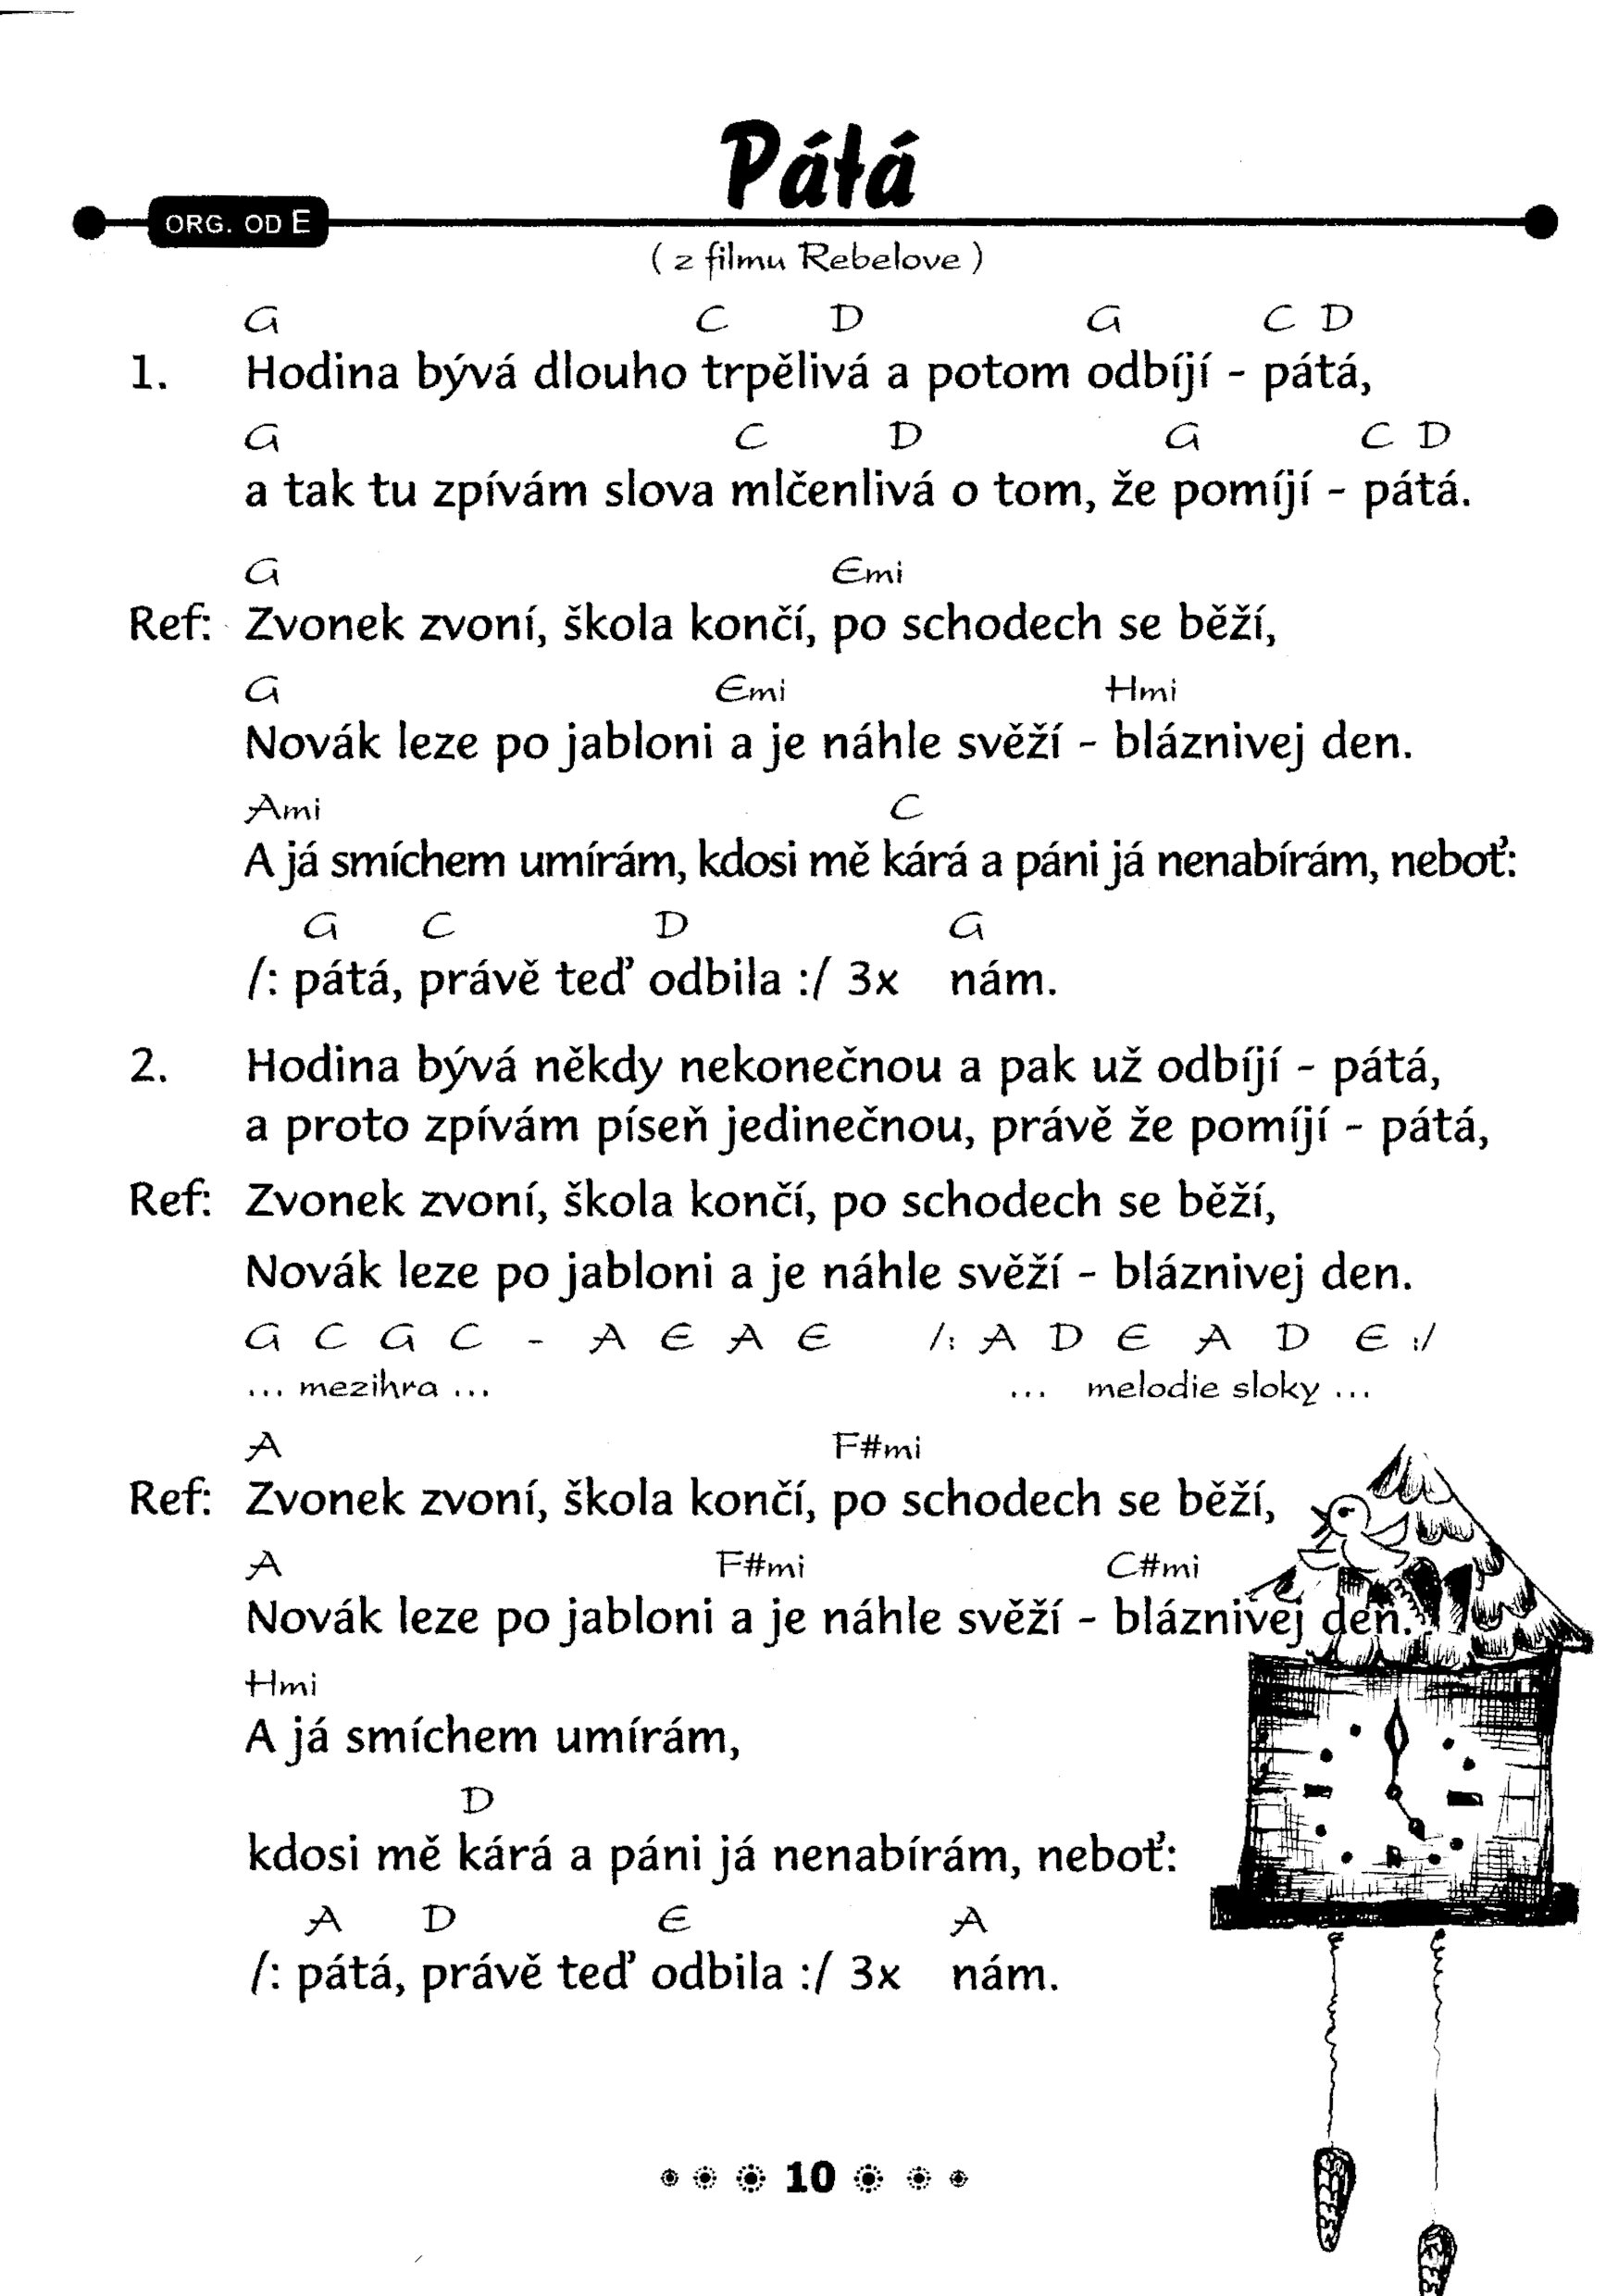 Pátá
ORG. OD E
( z filmu Rebelove )
G C D G C D
1. Hodina bývá dlouho trpělivá a potom odbíjí - pátá,
G C D G C D
a tak tu zpívám slova mlčenlivá o tom, že pomíjí - pátá.
G Emi
Ref: Zvonek zvoní, škola končí, po schodech se běží,
G Emi Hmi
Novák leze po jabloni a je náhle svěží - bláznivej den.
Ami C
A já smíchem umírám, kdosi mě kárá a páni já nenabírám, neboť:
G C D G
/: pátá, právě teď odbila :/ 3x nám.
2. Hodina bývá někdy nekonečnou a pak už odbíjí - pátá,
a proto zpívám píseň jedinečnou, právě že pomíjí - pátá,
Ref: Zvonek zvoní, škola končí, po schodech se běží,
Novák leze po jabloni a je náhle svěží - bláznivej den.
G C G C - A E A E /: A D E A D E :/
... mezihra ... ... melodie sloky ...
A F#mi
Ref: Zvonek zvoní, škola končí, po schodech se běží,
A F#mi C#mi
Novák leze po jabloni a je náhle svěží - bláznivej den.
Hmi
A já smíchem umírám,
D
kdosi mě kárá a páni já nenabírám, neboť:
A D E A
/: pátá, právě teď odbila :/ 3x nám.
10